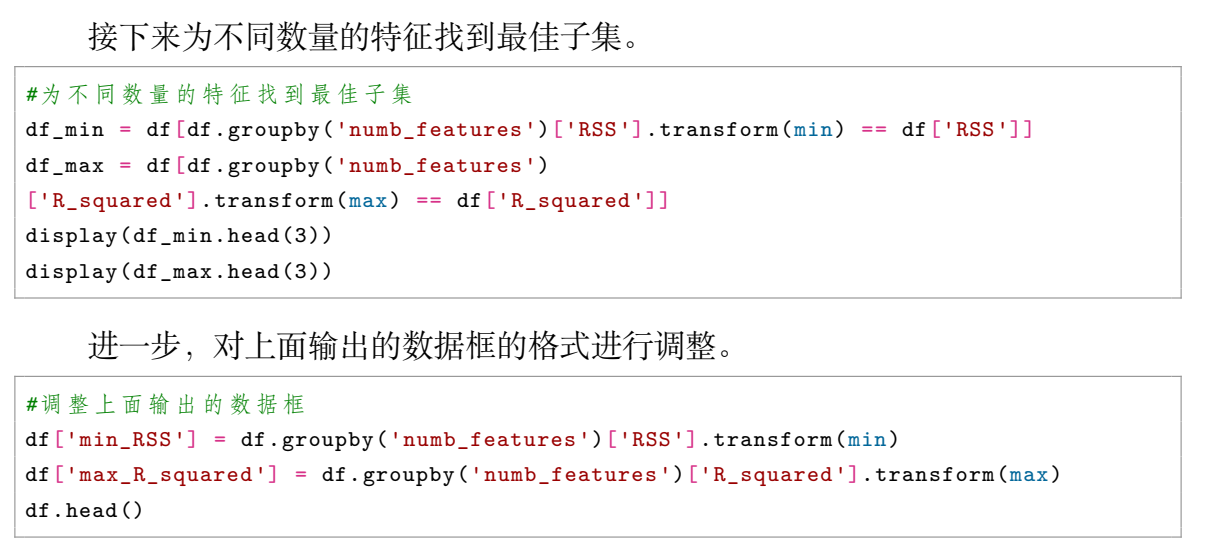 接下来为不同数量的特征找到最佳子集。
#为不同数量的特征找到最佳子集
df_min = df[df.groupby('numb_features')['RSS'].transform(min) == df['RSS']]
df_max = df[df.groupby('numb_features')
['R_squared'].transform(max) == df['R_squared']]
display(df_min.head(3))
display(df_max.head(3))
进一步，对上面输出的数据框的格式进行调整。
#调整上面输出的数据框
df['min_RSS'] = df.groupby('numb_features')['RSS'].transform(min)
df['max_R_squared'] = df.groupby('numb_features')['R_squared'].transform(max)
df.head()